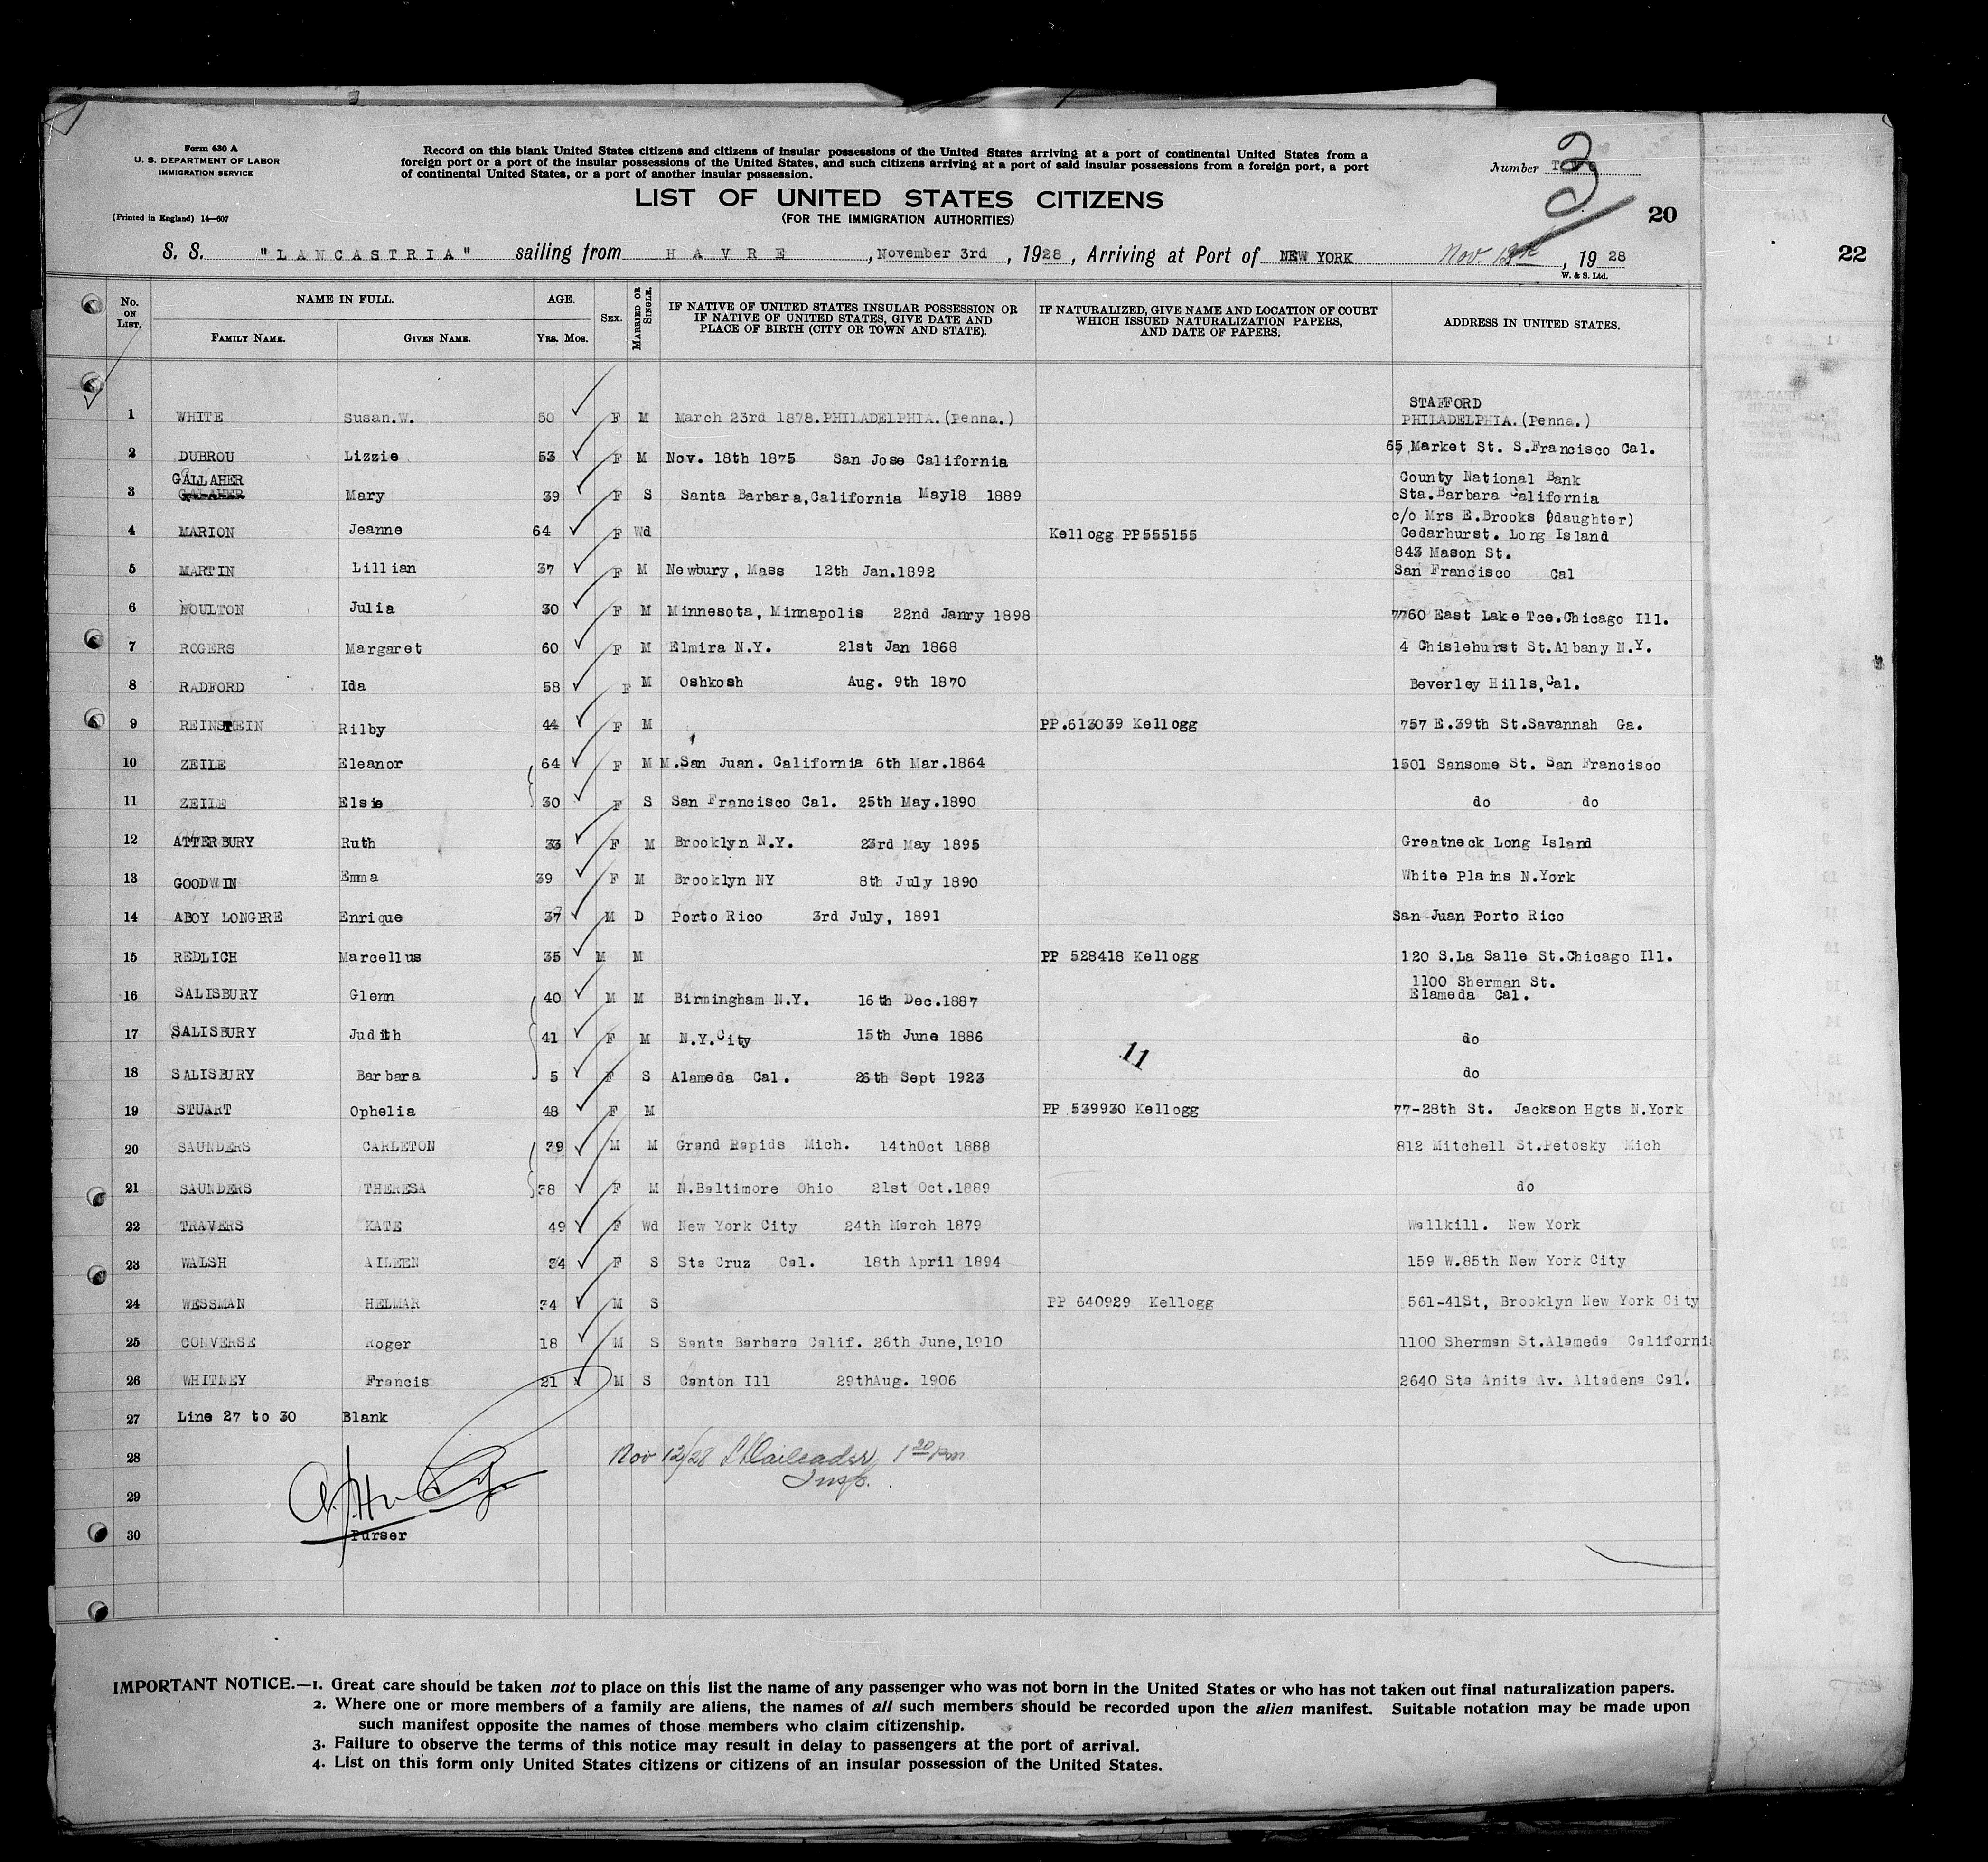 Form 630 A
U. S. DEPARTMENT OF LABOR
IMMIGRATION SERVICE
(Printed in England) 14—607
Record on this blank United States citizens and citizens of insular possessions of the United States arriving at a port of continental United States from a
foreign port or a port of the insular possessions of the United States, and such citizens arriving at a port of said insular possessions from a foreign port, a port
of continental United States, or a port of another insular possession.
Number
3
LIST OF UNITED STATES CITIZENS
(FOR THE IMMIGRATION AUTHORITIES)
20
22
S. S. "LANCASTRIA" sailing from HAVRE, November 3rd, 1928, Arriving at Port of NEW YORK Nov 13th, 1928
W. & S. Ltd.
No. ON LIST. NAME IN FULL. AGE. SEX. MARRIED OR SINGLE. IF NATIVE OF UNITED STATES INSULAR POSSESSION OR IF NATIVE OF UNITED STATES, GIVE DATE AND PLACE OF BIRTH (CITY OR TOWN AND STATE). IF NATURALIZED, GIVE NAME AND LOCATION OF COURT WHICH ISSUED NATURALIZATION PAPERS, AND DATE OF PAPERS. ADDRESS IN UNITED STATES.
FAMILY NAME. GIVEN NAME. YRS. MOS.
STAFFORD
1 WHITE Susan.W. 50 F M March 23rd 1878.PHILADELPHIA.(Penna.) PHILADELPHIA.(Penna.)
2 DUBROU Lizzie 53 F M Nov. 18th 1875 San Jose California 65 Market St. S.Francisco Cal.
GALLAHER County National Bank
3 GALAHER Mary 39 F S Santa Barbara,California May18 1889 Sta.Barbara California
c/o Mrs E.Brooks (daughter)
4 MARION Jeanne 64 F Wd Kellogg PP555155 Cedarhurst. Long Island
843 Mason St.
5 MARTIN Lillian 37 F M Newbury, Mass 12th Jan.1892 San Francisco Cal
6 MOULTON Julia 30 F M Minnesota, Minnapolis 22nd Janry 1898 7760 East Lake Tce.Chicago Ill.
7 ROGERS Margaret 60 F M Elmira N.Y. 21st Jan 1868 4 Chislehurst St.Albany N.Y.
8 RADFORD Ida 58 F M Oshkosh Aug. 9th 1870 Beverley Hills,Cal.
9 REINSTEIN Rilby 44 F M PP.613039 Kellogg 757 E.39th St.Savannah Ga.
10 ZEILE Eleanor 64 F M M.San Juan. California 6th Mar.1864 1501 Sansome St. San Francisco
11 ZEILE Elsie 30 F S San Francisco Cal. 25th May.1890 do do
12 ATTERBURY Ruth 33 F M Brooklyn N.Y. 23rd May 1895 Greatneck Long Island
13 GOODWIN Emma 39 F M Brooklyn NY 8th July 1890 White Plains N.York
14 ABOY LONGBRE Enrique 37 M D Porto Rico 3rd July, 1891 San Juan Porto Rico
15 REDLICH Marcellus 35 M M PP 528418 Kellogg 120 S.La Salle St.Chicago Ill.
1100 Sherman St.
16 SALISBURY Glenn 40 M M Birmingham N.Y. 16th Dec.1887 Elameda Cal.
17 SALISBURY Judith 41 F M N.Y.City 15th June 1886 do
11
18 SALISBURY Barbara 5 F S Alameda Cal. 26th Sept 1923 do
19 STUART Ophelia 48 F M PP 539930 Kellogg 77-28th St. Jackson Hgts N.York
20 SAUNDERS CARLETON 39 M M Grand Rapids Mich. 14thOct 1888 812 Mitchell St.Petosky Mich
21 SAUNDERS THERESA 38 F M N.Baltimore Ohio 21st Oct.1889 do
22 TRAVERS KATE 49 F Wd New York City 24th March 1879 Wallkill. New York
23 WALSH AILEEN 34 F S Sta Cruz Cal. 18th April 1894 159 W.85th New York City
24 WESSMAN HELMAR 34 M S PP 640929 Kellogg 561-41St, Brooklyn New York City
25 CONVERSE Roger 18 M S Santa Barbara Calif. 26th June,1910 1100 Sherman St.Alameda California
26 WHITNEY Francis 21 M S Canton Ill 29thAug. 1906 2640 Sta Anita Av. Altadena Cal.
27 Line 27 to 30 Blank
28 Nov 12/28 1 20 pm
Insp.
29
30 Purser
IMPORTANT NOTICE.—1. Great care should be taken not to place on this list the name of any passenger who was not born in the United States or who has not taken out final naturalization papers.
2. Where one or more members of a family are aliens, the names of all such members should be recorded upon the alien manifest. Suitable notation may be made upon
such manifest opposite the names of those members who claim citizenship.
3. Failure to observe the terms of this notice may result in delay to passengers at the port of arrival.
4. List on this form only United States citizens or citizens of an insular possession of the United States.